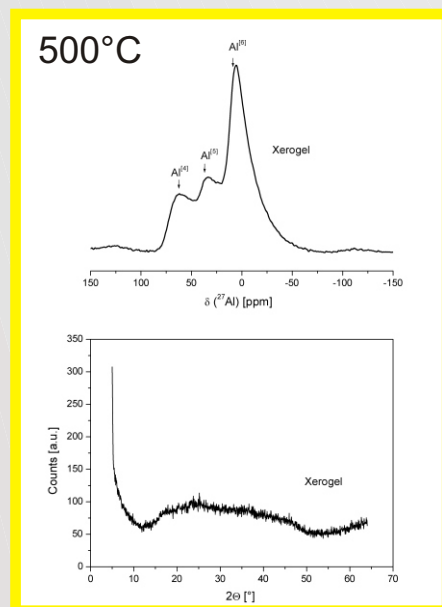 500°C
Al[6]
Xerogel
Al[5]
Al[4]
150 100 50 0 -50 -100 -150
δ (27Al) [ppm]
350
300
250
200
150
100
50
0
Counts [a.u.]
Xerogel
0 10 20 30 40 50 60 70
2Θ [°]